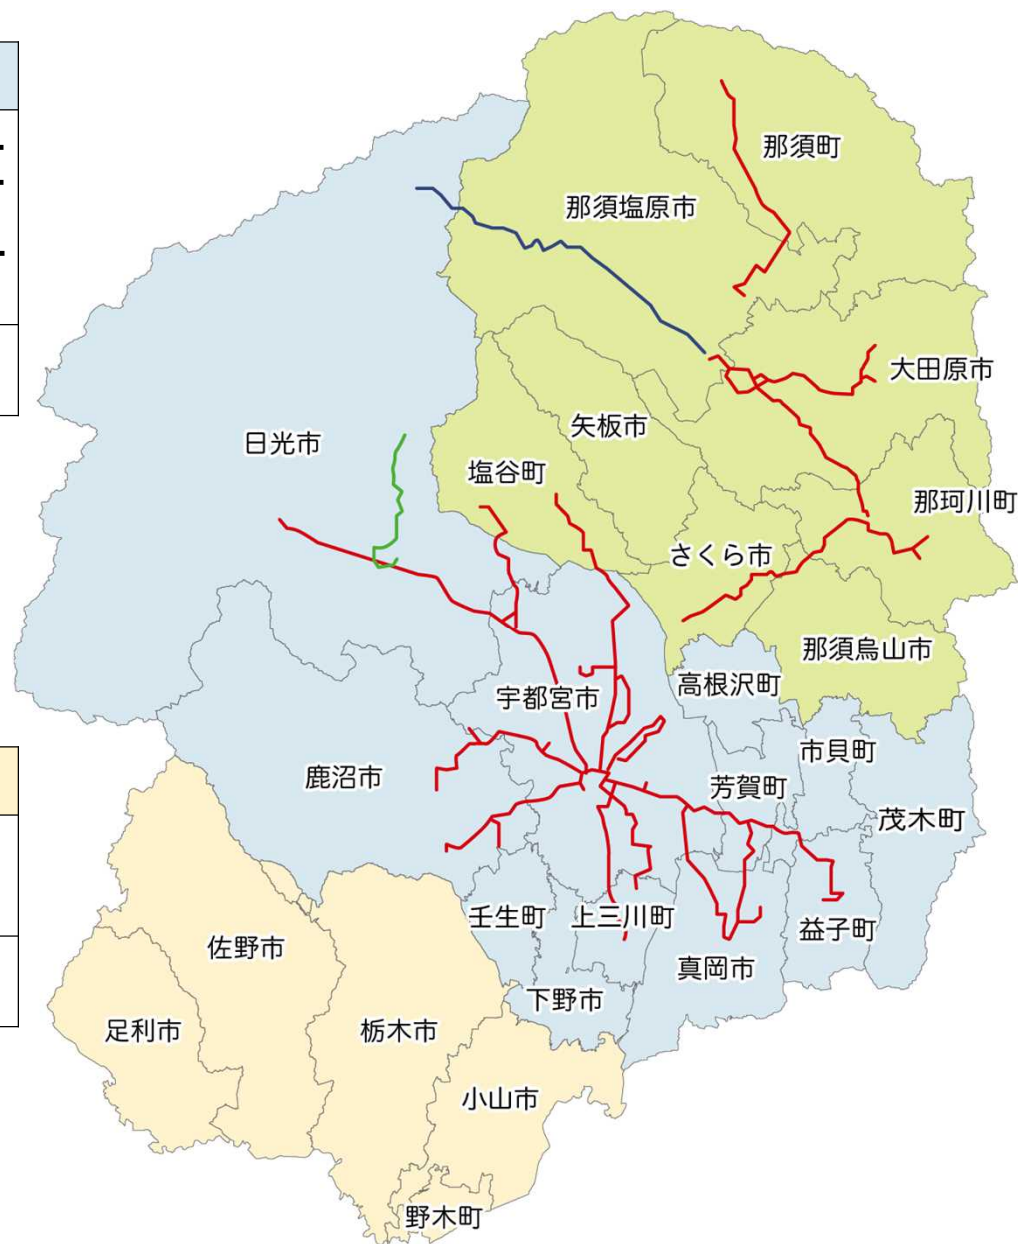 那須町
那須塩原市
大田原市
矢板市
日光市
塩谷町
那珂川町
さくら市
那須烏山市
高根沢町
宇都宮市
市貝町
鹿沼市
芳賀町
茂木町
壬生町
上三川町
益子町
佐野市
真岡市
下野市
足利市
栃木市
小山市
野木町